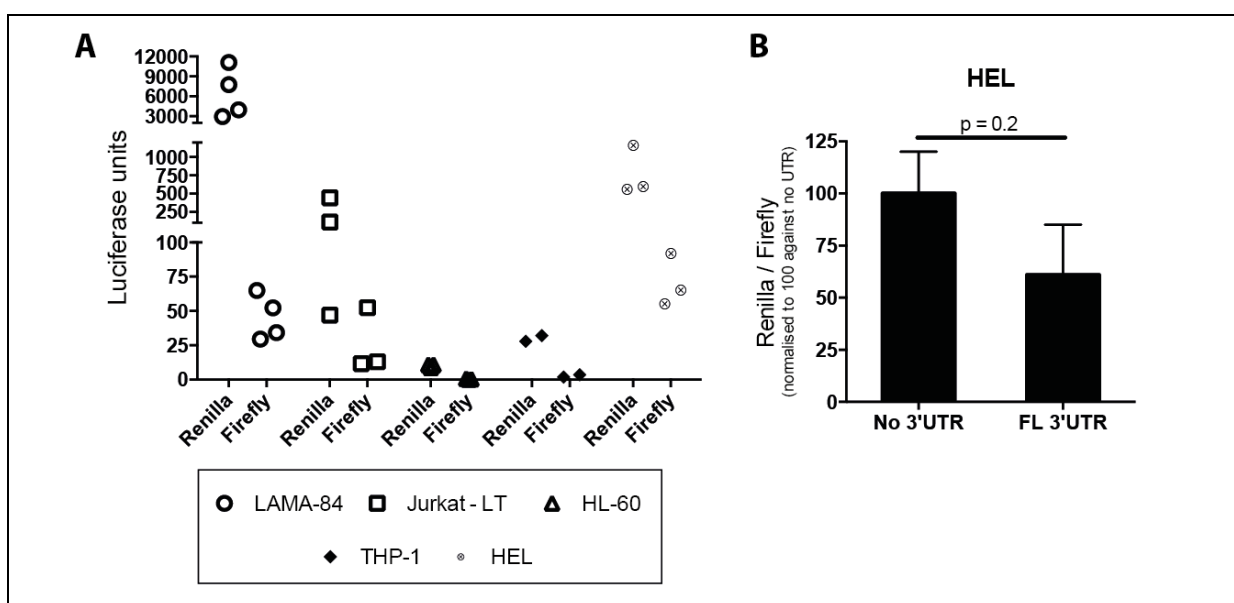 A
Luciferase units
12000
9000
6000
3000
1000
750
500
250
100
75
50
25
0
Renilla
Firefly
Renilla
Firefly
Renilla
Firefly
Renilla
Firefly
Renilla
Firefly
LAMA-84
Jurkat - LT
HL-60
THP-1
HEL
B
HEL
p = 0.2
Renilla / Firefly
(normalised to 100 against no UTR)
125
100
75
50
25
0
No 3'UTR
FL 3'UTR